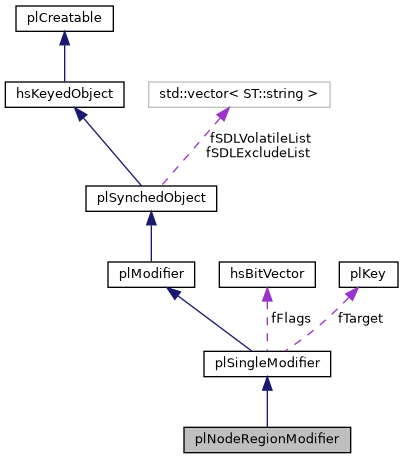 plCreatable
hsKeyedObject
std::vector< ST::string >
fSDLVolatileList
fSDLExcludeList
plSynchedObject
plModifier
hsBitVector
plKey
fFlags
fTarget
plSingleModifier
plNodeRegionModifier